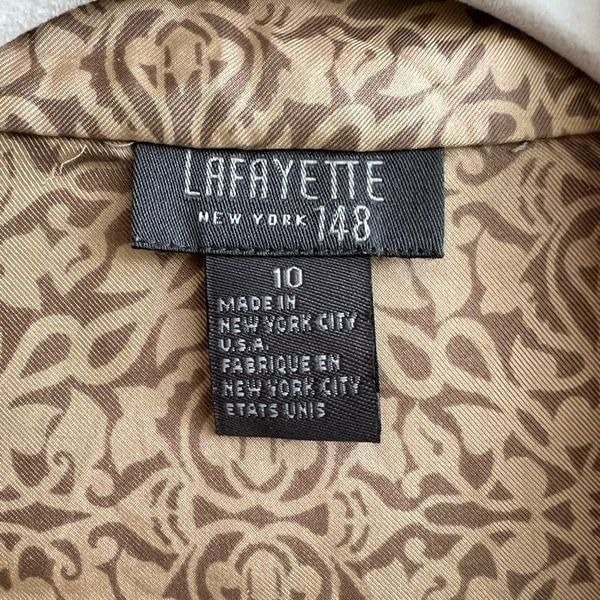 LAFAYETTE
NEW YORK 148
10
MADE IN
NEW YORK CITY
U.S.A.
FABRIQUE EN
NEW YORK CITY
ETATS UNIS